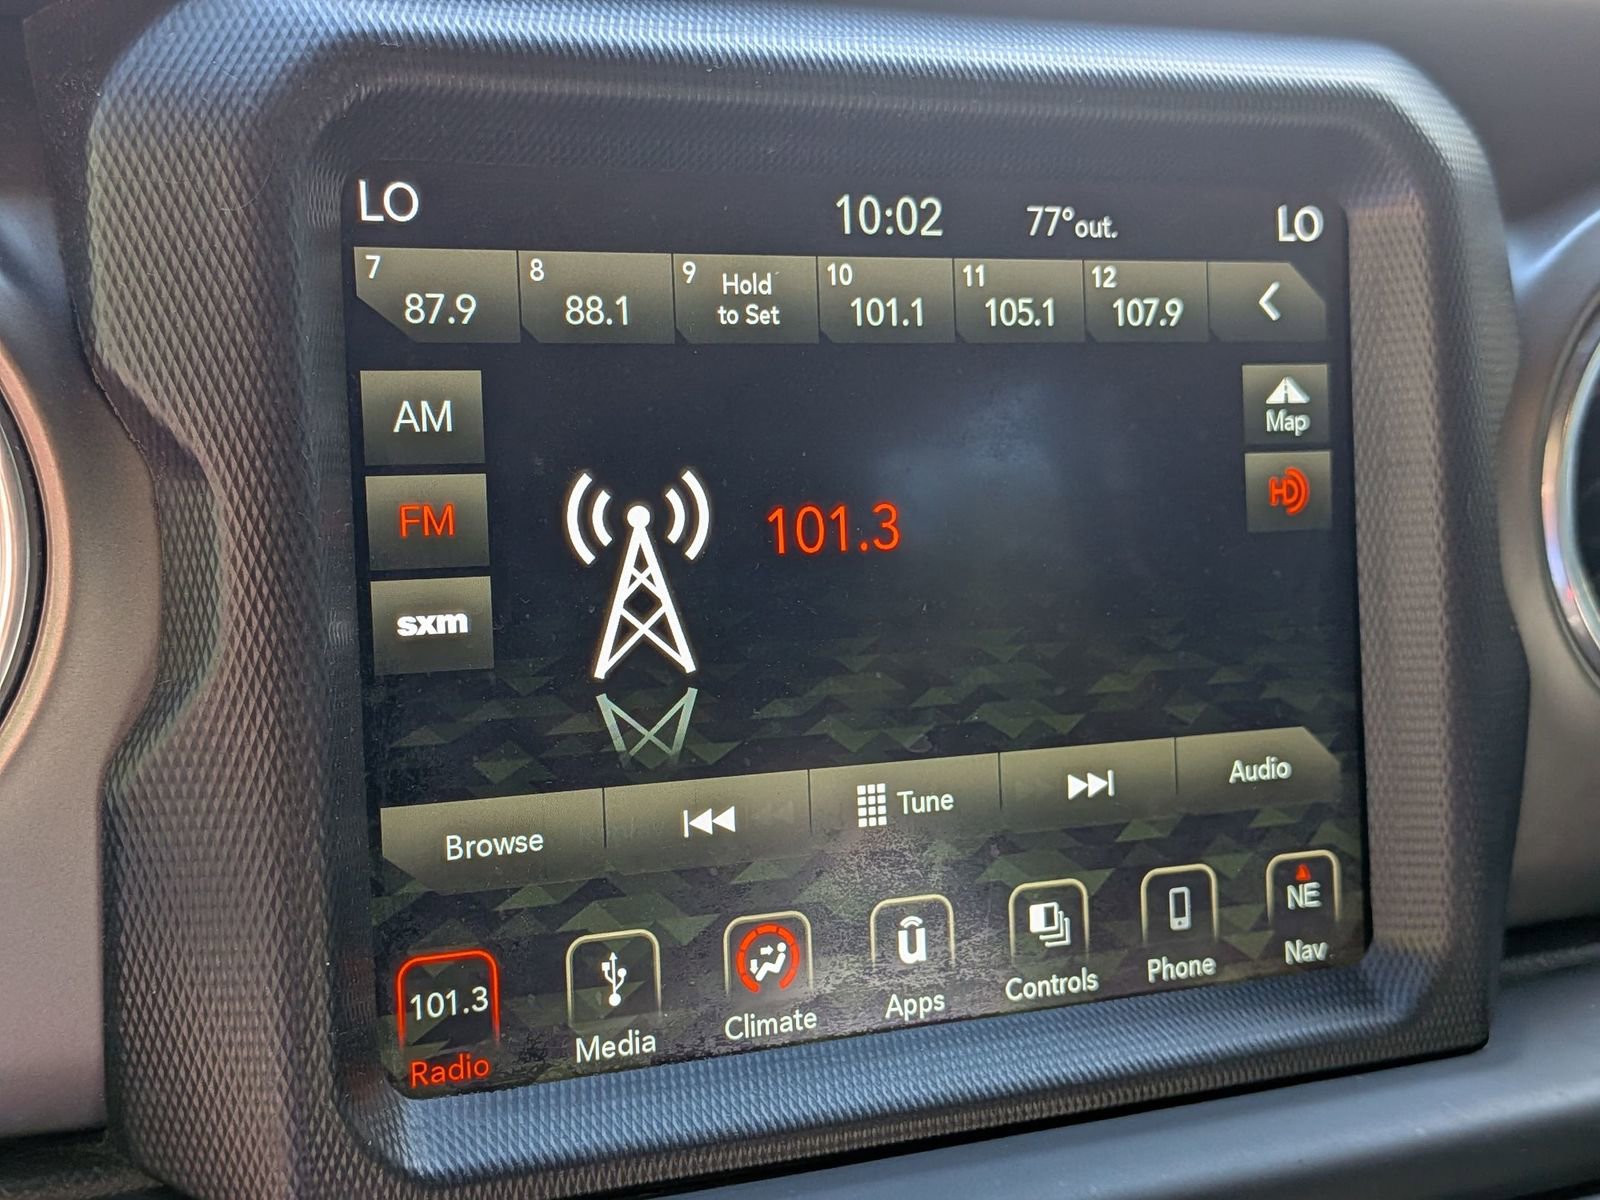 LO 10:02 77°out. LO
7 8 9 Hold 10 11 12
87.9 88.1 to Set 101.1 105.1 107.9
AM
Map
FM
101.3
HD
sxm
Browse Tune Audio
101.3 NE
Radio Media Climate Apps Controls Phone Nav